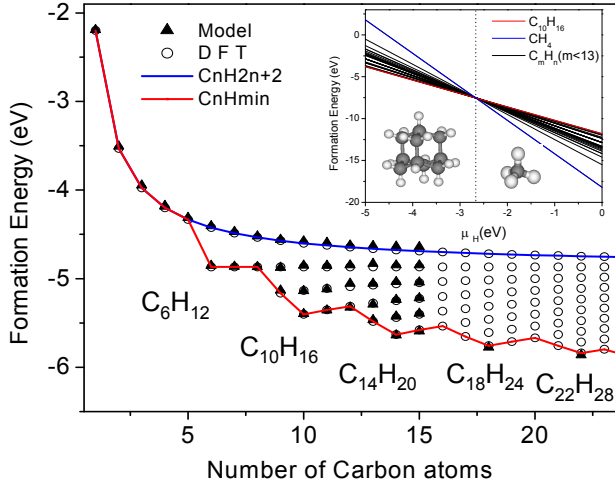 -2
-3
-4
-5
-6
Formation Energy (eV)
5
10
15
20
Number of Carbon atoms
Model
D F T
CnH2n+2
CnHmin
C₆H₁₂
C₁₀H₁₆
C₁₄H₂₀
C₁₈H₂₄
C₂₂H₂₈
0
-5
-10
-15
-20
Formation Energy (eV)
-5
-4
-3
-2
-1
0
μ H(eV)
C₁₀H₁₆
CH₄
CₘHₙ(m<13)